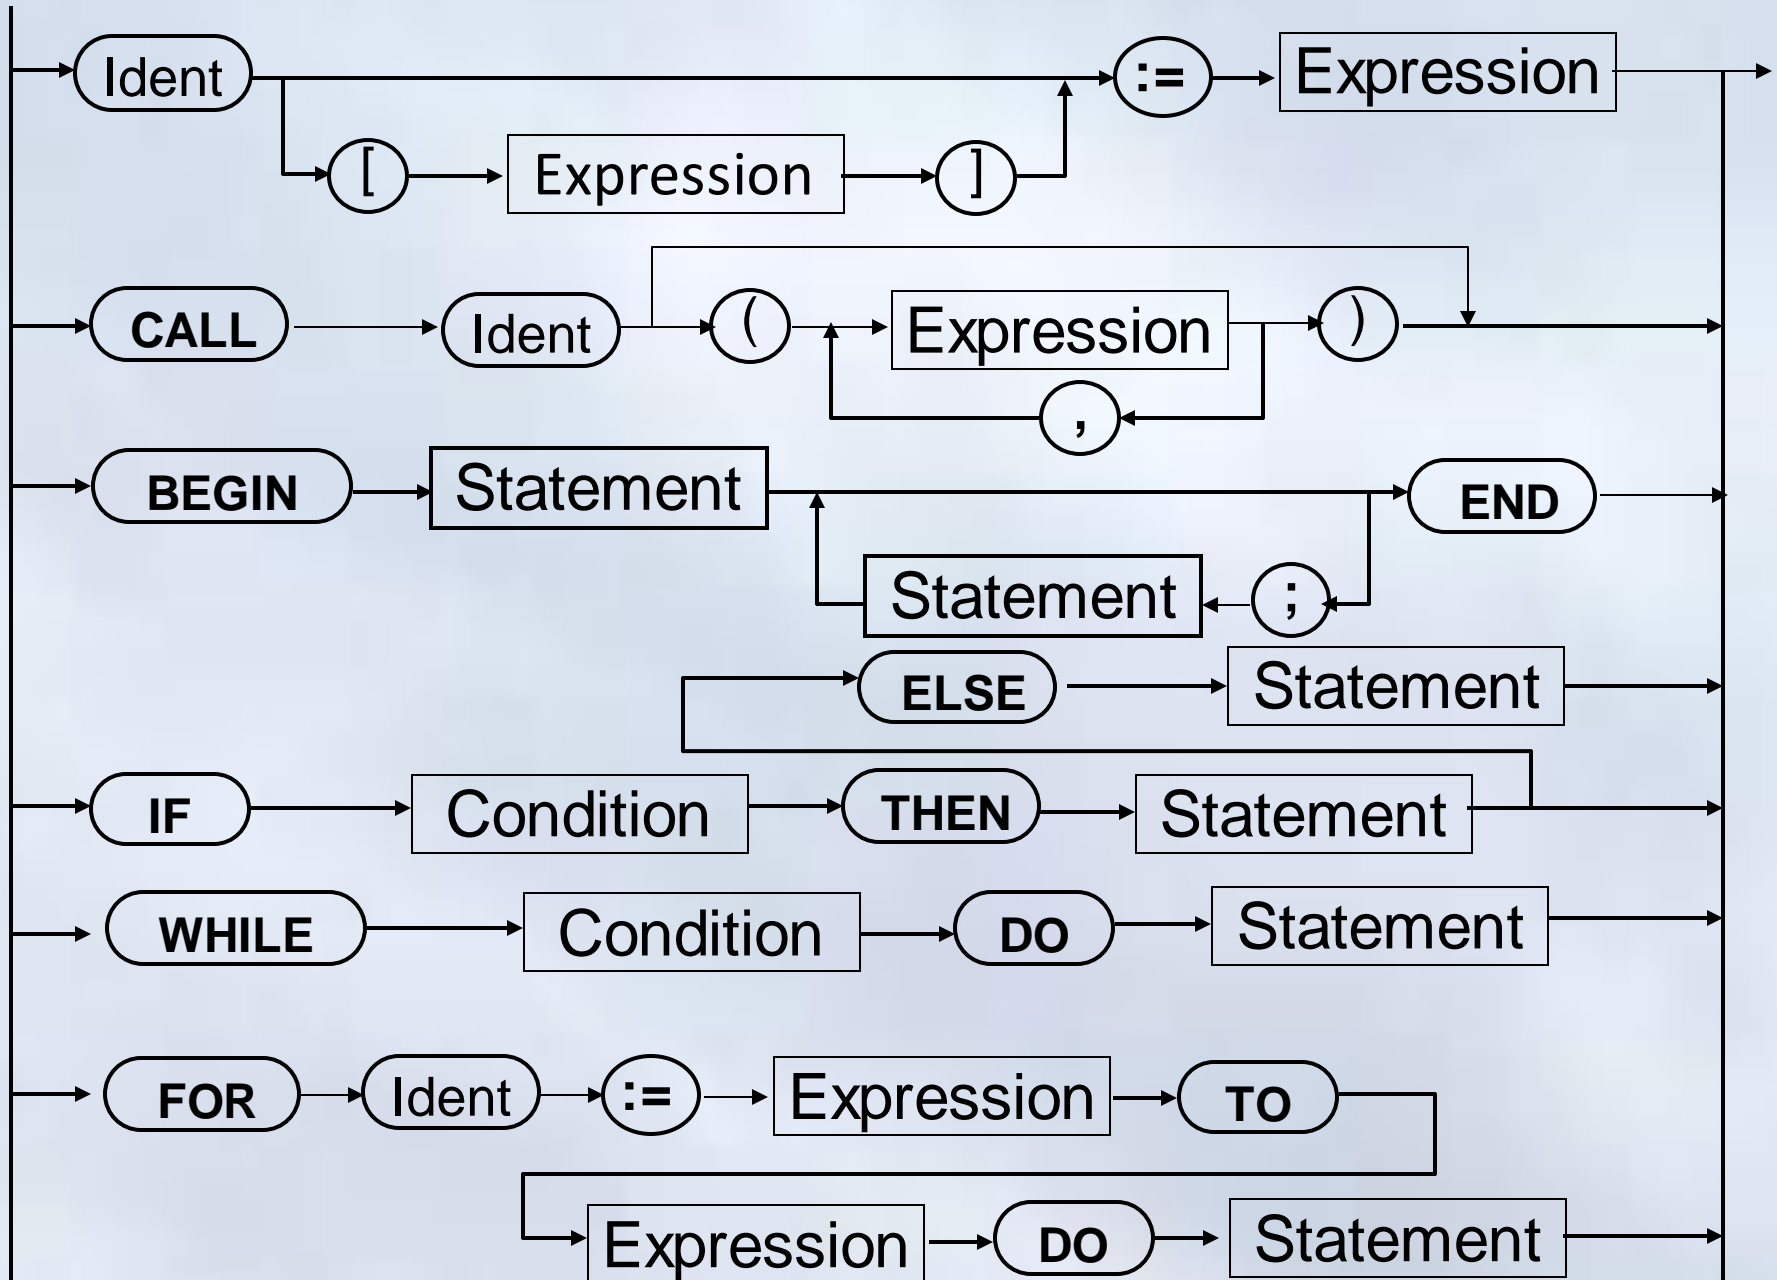 Ident := Expression
[ Expression ]
CALL Ident ( Expression )
,
BEGIN Statement END
Statement ;
ELSE Statement
IF Condition THEN Statement
WHILE Condition DO Statement
FOR Ident := Expression TO
Expression DO Statement